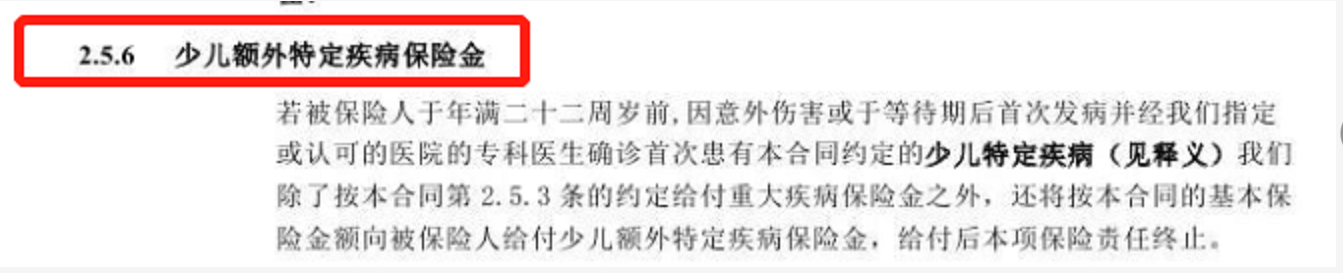 2.5.6 少儿额外特定疾病保险金
若被保险人于年满二十二周岁前,因意外伤害或于等待期后首次发病并经我们指定
或认可的医院的专科医生确诊首次患有本合同约定的少儿特定疾病（见释义）我们
除了按本合同第 2.5.3 条的约定给付重大疾病保险金之外，还将按本合同的基本保
险金额向被保险人给付少儿额外特定疾病保险金，给付后本项保险责任终止。